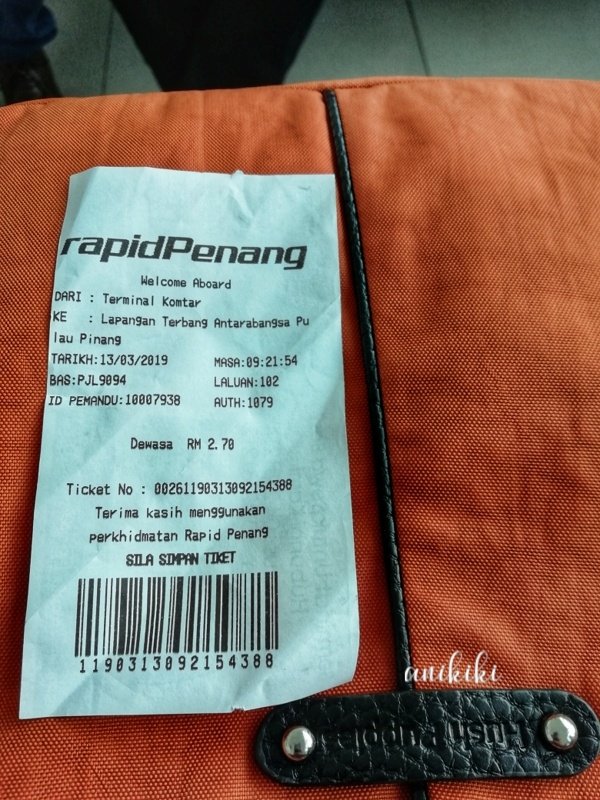 rapidPenang
Welcome Aboard
DARI : Terminal Komtar
KE : Lapangan Terbang Antarabangsa Pu
lau Pinang
TARIKH:13/03/2019 MASA:09:21:54
BAS:PJL9094 LALUAN:102
ID PEMANDU:10007938 AUTH:1079
Dewasa RM 2.70
Ticket No : 00261190313092154388
Terima kasih menggunakan
perkhidmatan Rapid Penang
SILA SIMPAN TIKET
1190313092154388
anikiki
Hush Puppies